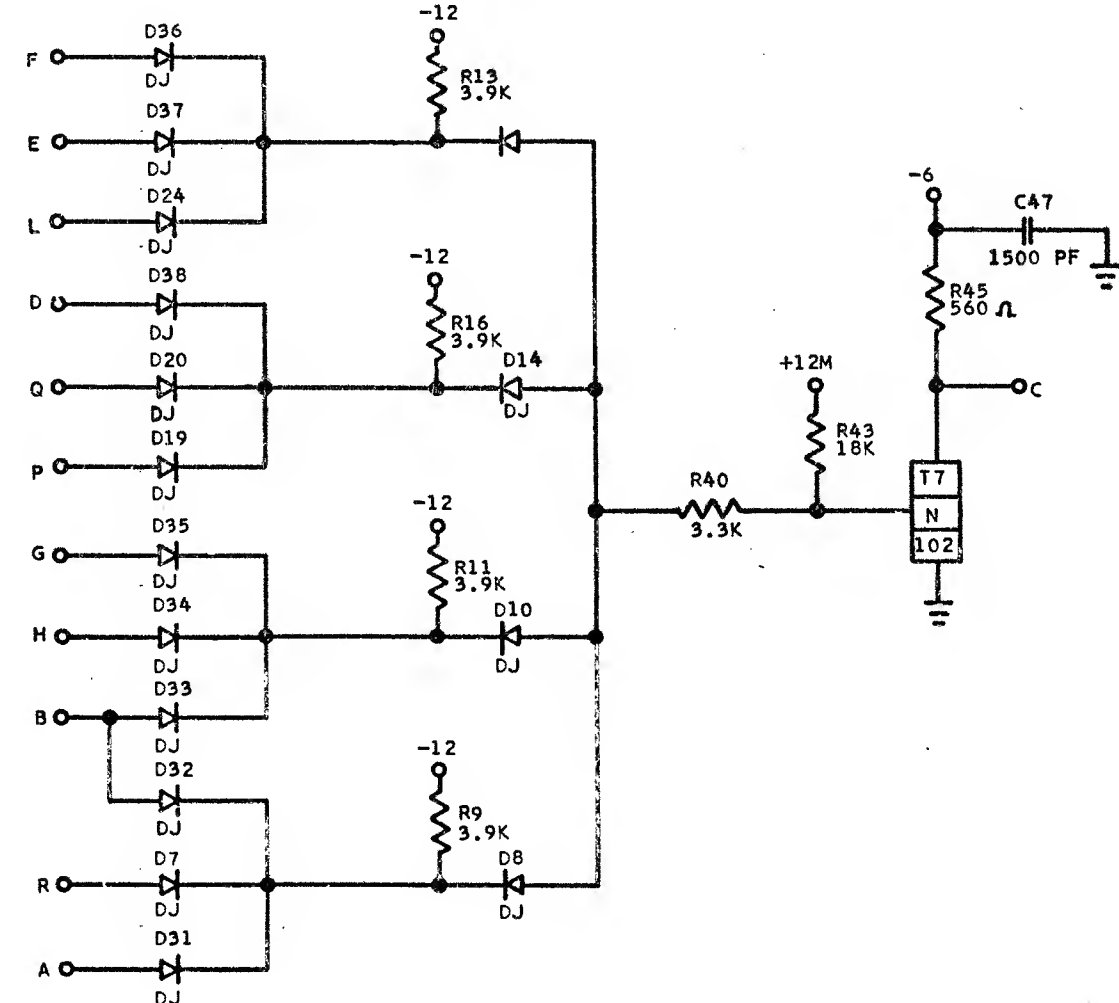 D36
F
DJ
-12
R13
3.9K
D37
E
DJ
D24
L
DJ
-6
C47
1500 PF
R45
560 Ω
D38
D
DJ
-12
R16
3.9K
D20
Q
DJ
D14
DJ
C
D19
P
DJ
+12M
R43
18K
R40
3.3K
T7
N
102
D35
G
DJ
-12
R11
3.9K
D34
H
DJ
D10
DJ
D33
B
DJ
D32
DJ
-12
R9
3.9K
D7
R
DJ
D8
DJ
D31
A
DJ